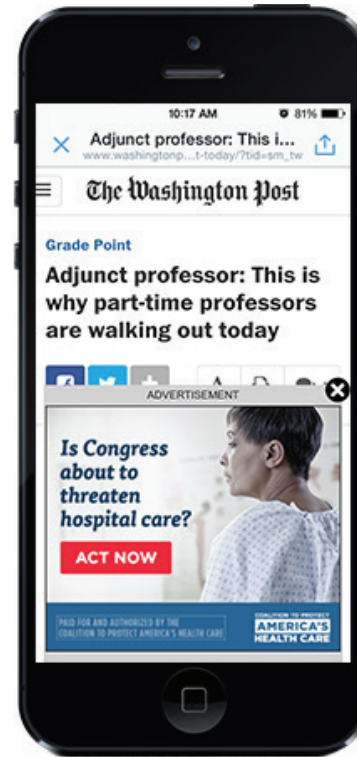 10:17 AM 81%
Adjunct professor: This i...
www.washingtonp...t-today/?tid=sm_tw
The Washington Post
Grade Point
Adjunct professor: This is
why part-time professors
are walking out today
ADVERTISEMENT
Is Congress
about to
threaten
hospital care?
ACT NOW
PAID FOR AND AUTHORIZED BY THE
COALITION TO PROTECT AMERICA'S HEALTH CARE
COALITION TO PROTECT
AMERICA'S
HEALTH CARE